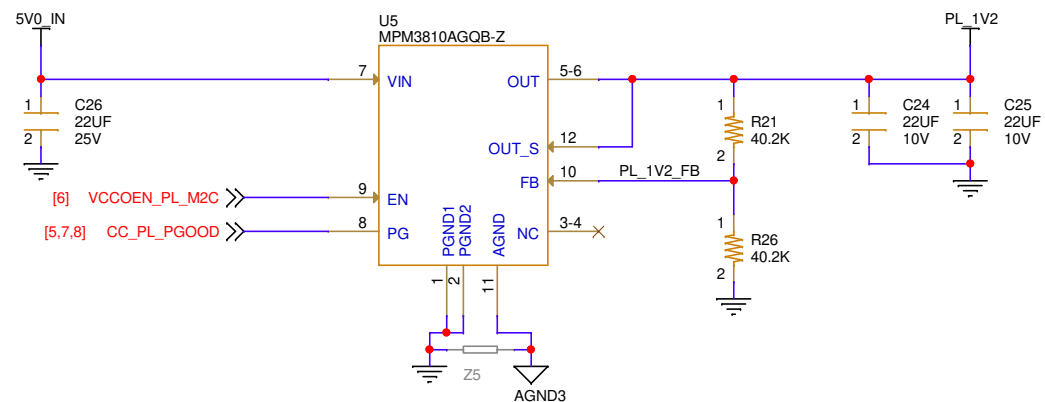 5V0_IN
U5
MPM3810AGQB-Z
PL_1V2
7 VIN
OUT 5-6
1 C26
22UF
2 25V
1
R21
40.2K
2
1 C24
22UF
2 10V
1 C25
22UF
2 10V
OUT_S 12
FB 10 PL_1V2_FB
[6] VCCOEN_PL_M2C 9 EN
[5,7,8] CC_PL_PGOOD 8 PG
NC 3-4
PGND1
PGND2
AGND
1
2
11
1
R26
40.2K
2
Z5
AGND3